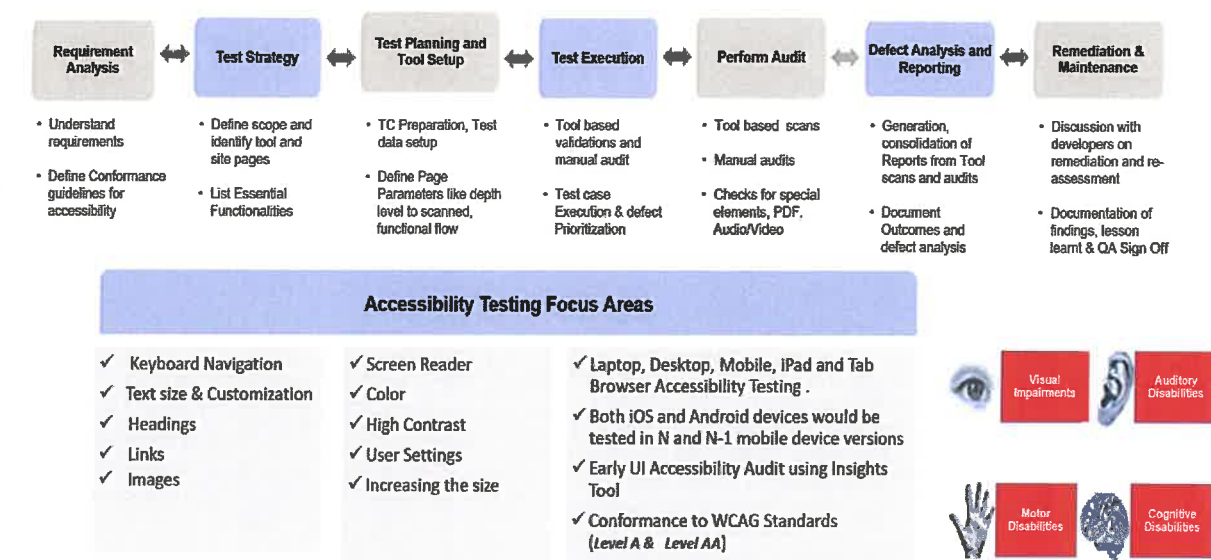 Requirement
Analysis
Test Strategy
Test Planning and
Tool Setup
Test Execution
Perform Audit
Defect Analysis and
Reporting
Remediation &
Maintenance
• Understand
requirements
• Define Conformance
guidelines for
accessibility
• Define scope and
identify tool and
site pages
• List Essential
Functionalities
• TC Preparation, Test
data setup
• Define Page
Parameters like depth
level to scanned,
functional flow
• Tool based
validations and
manual audit
• Test case
Execution & defect
Prioritization
• Tool based scans
• Manual audits
• Checks for special
elements, PDF,
Audio/Video
• Generation,
consolidation of
Reports from Tool
scans and audits
• Document
Outcomes and
defect analysis
• Discussion with
developers on
remediation and re-
assessment
• Documentation of
findings, lesson
learnt & QA Sign Off
Accessibility Testing Focus Areas
✓ Keyboard Navigation
✓ Text size & Customization
✓ Headings
✓ Links
✓ Images
✓ Screen Reader
✓ Color
✓ High Contrast
✓ User Settings
✓ Increasing the size
✓ Laptop, Desktop, Mobile, iPad and Tab
Browser Accessibility Testing .
✓ Both iOS and Android devices would be
tested in N and N-1 mobile device versions
✓ Early UI Accessibility Audit using Insights
Tool
✓ Conformance to WCAG Standards
(Level A & Level AA)
Visual
Impairments
Auditory
Disabilities
Motor
Disabilities
Cognitive
Disabilities